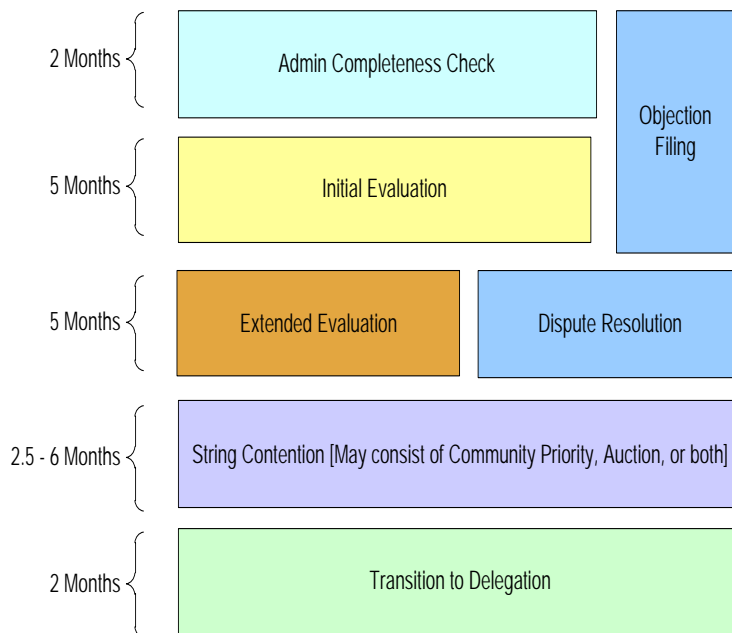 2 Months
Admin Completeness Check
Objection
Filing
5 Months
Initial Evaluation
5 Months
Extended Evaluation
Dispute Resolution
2.5 - 6 Months
String Contention [May consist of Community Priority, Auction, or both]
2 Months
Transition to Delegation